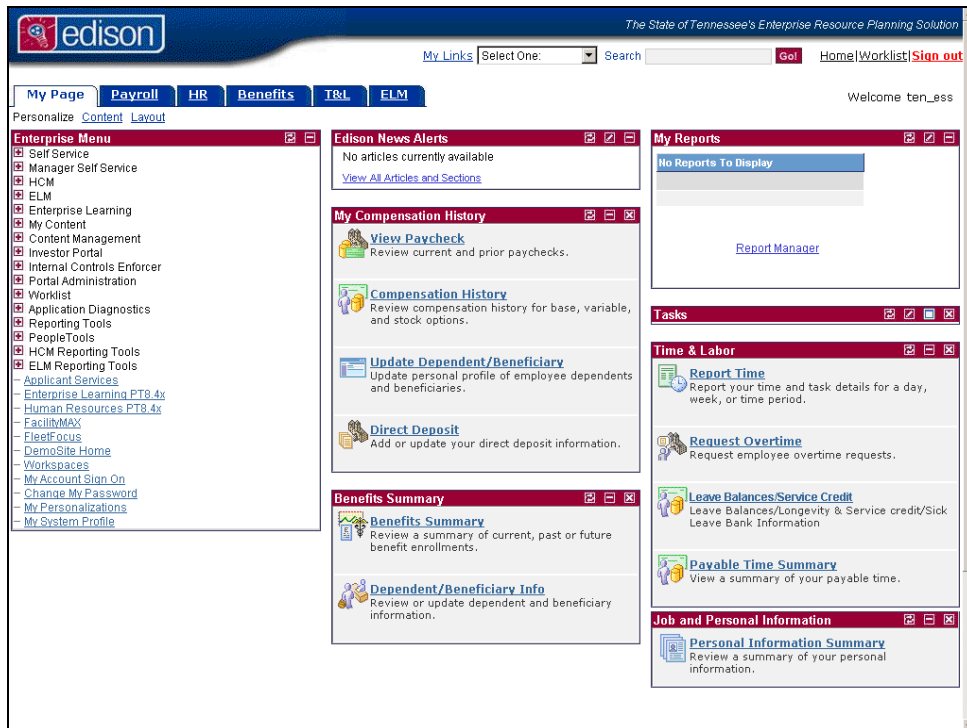 edison
The State of Tennessee's Enterprise Resource Planning Solution
My Links Select One: Search Go! Home|Worklist|Sign out
My Page Payroll HR Benefits T&L ELM
Welcome ten_ess
Personalize Content Layout
Enterprise Menu
Self Service
Manager Self Service
HCM
ELM
Enterprise Learning
My Content
Content Management
Investor Portal
Internal Controls Enforcer
Portal Administration
Worklist
Application Diagnostics
Reporting Tools
PeopleTools
HCM Reporting Tools
ELM Reporting Tools
Applicant Services
Enterprise Learning PT8.4x
Human Resources PT8.4x
FacilityMAX
FleetFocus
DemoSite Home
Workspaces
My Account Sign On
Change My Password
My Personalizations
My System Profile
Edison News Alerts
No articles currently available
View All Articles and Sections
My Compensation History
View Paycheck
Review current and prior paychecks.
Compensation History
Review compensation history for base, variable,
and stock options.
Update Dependent/Beneficiary
Update personal profile of employee dependents
and beneficiaries.
Direct Deposit
Add or update your direct deposit information.
Benefits Summary
Benefits Summary
Review a summary of current, past or future
benefit enrollments.
Dependent/Beneficiary Info
Review or update dependent and beneficiary
information.
My Reports
No Reports To Display
Report Manager
Tasks
Time & Labor
Report Time
Report your time and task details for a day,
week, or time period.
Request Overtime
Request employee overtime requests.
Leave Balances/Service Credit
Leave Balances/Longevity & Service credit/Sick
Leave Bank Information
Payable Time Summary
View a summary of your payable time.
Job and Personal Information
Personal Information Summary
Review a summary of your personal
information.